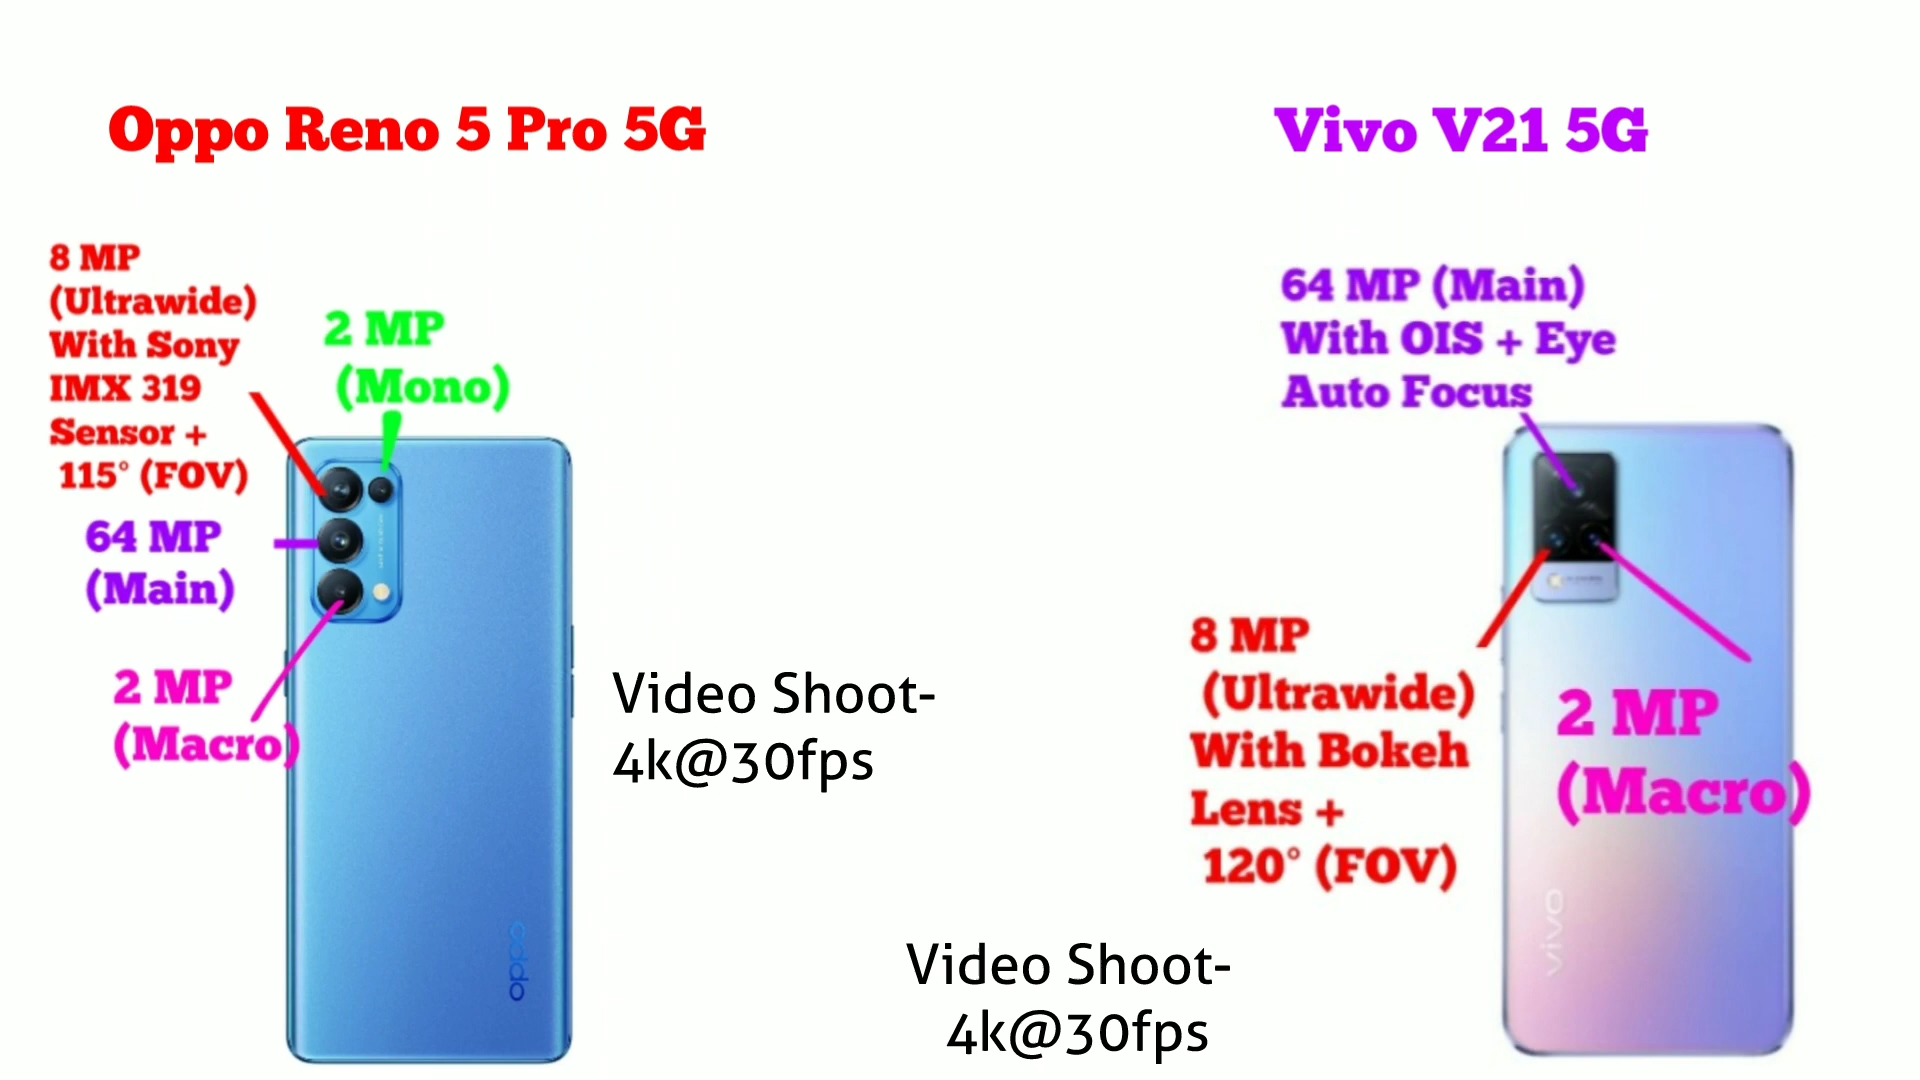 Oppo Reno 5 Pro 5G
8 MP
(Ultrawide)
With Sony
IMX 319
Sensor +
115° (FOV)
2 MP
(Mono)
64 MP
(Main)
2 MP
(Macro)
oppo
Video Shoot-
4k@30fps
Vivo V21 5G
64 MP (Main)
With OIS + Eye
Auto Focus
8 MP
(Ultrawide)
With Bokeh
Lens +
120° (FOV)
2 MP
(Macro)
vivo
Video Shoot-
4k@30fps